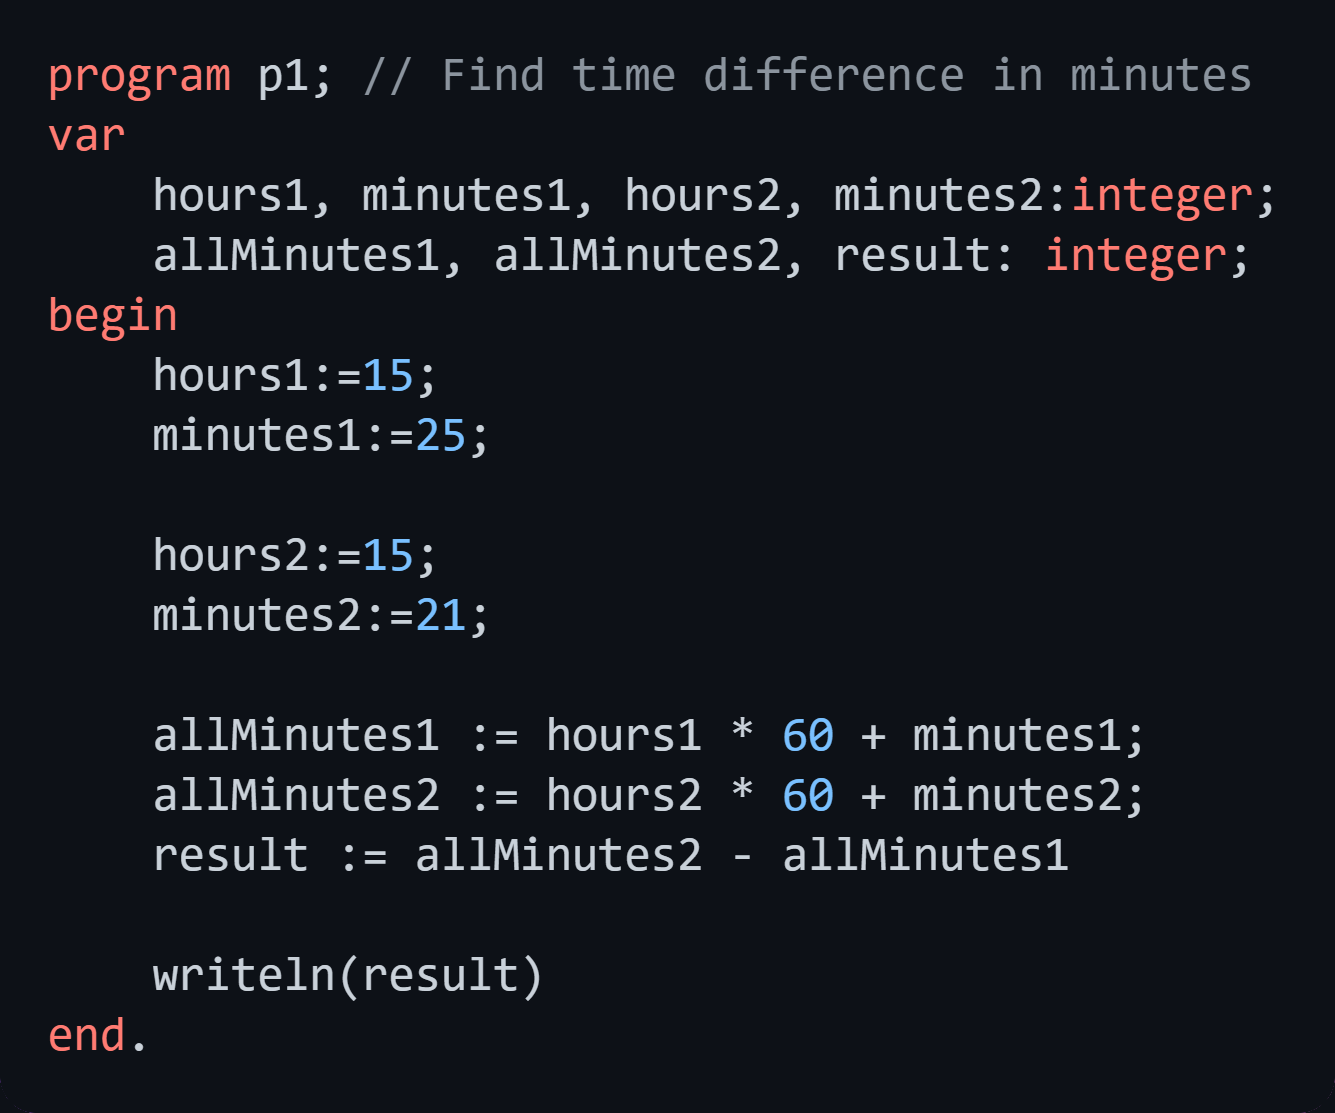 program p1; // Find time difference in minutes
var
    hours1, minutes1, hours2, minutes2:integer;
    allMinutes1, allMinutes2, result: integer;
begin
    hours1:=15;
    minutes1:=25;

    hours2:=15;
    minutes2:=21;

    allMinutes1 := hours1 * 60 + minutes1;
    allMinutes2 := hours2 * 60 + minutes2;
    result := allMinutes2 - allMinutes1

    writeln(result)
end.